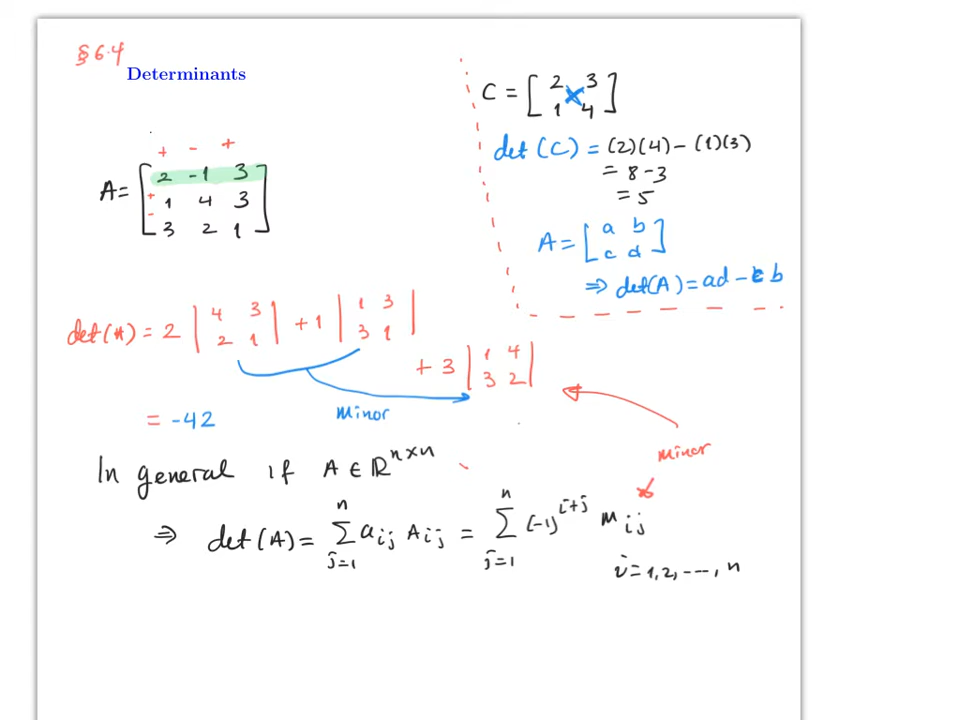 § 6.4
Determinants
+ - +
A = [ 2 -1 3
+ 1 4 3
- 3 2 1 ]
C = [ 2 3
1 4 ]
det (C) = (2)(4) - (1)(3)
= 8 - 3
= 5
A = [ a b
c d ]
⇒ det(A) = ad - c b
det(A) = 2 | 4 3
2 1 | + 1 | 1 3
3 1 |
+ 3 | 1 4
3 2 |
minor
= -42
minor
In general if A ∈ ℝ^{n×n}
⇒ det(A) = \sum_{j=1}^{n} a_{ij} A_{ij} = \sum_{j=1}^{n} (-1)^{i+j} M_{ij}
i = 1, 2, ---, n